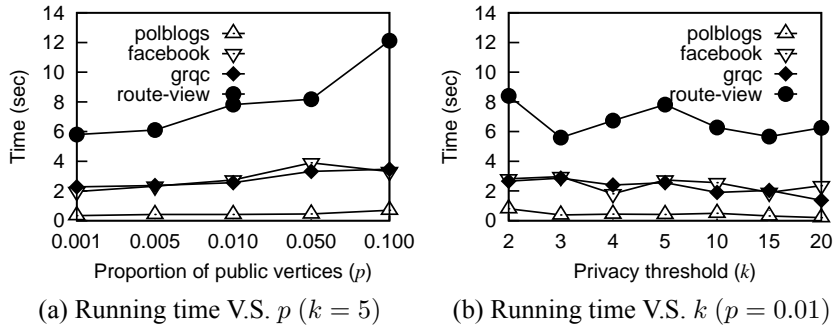 14
12
10
8
6
4
2
0
Time (sec)
polblogs
facebook
grqc
route-view
0.001 0.005 0.010 0.050 0.100
Proportion of public vertices (p)
(a) Running time V.S. p (k = 5)
14
12
10
8
6
4
2
0
Time (sec)
polblogs
facebook
grqc
route-view
2 3 4 5 10 15 20
Privacy threshold (k)
(b) Running time V.S. k (p = 0.01)